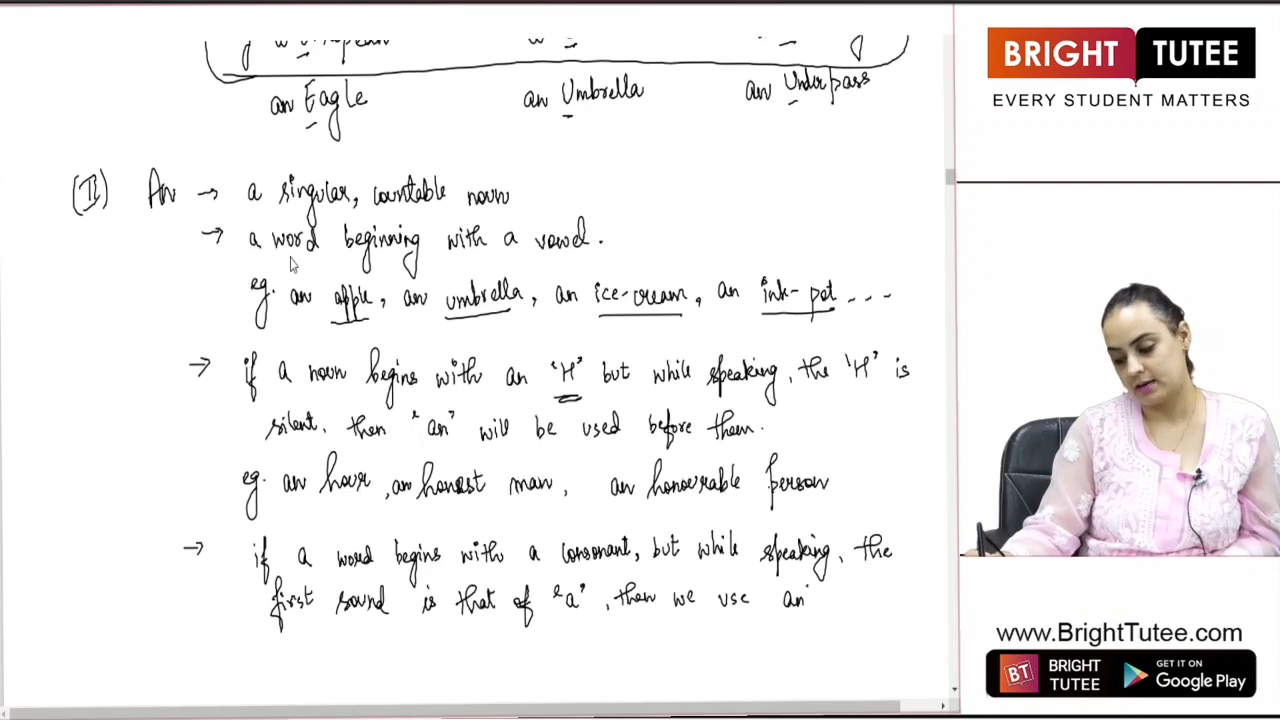 an Eagle an Umbrella an Underpass
(II) An → a singular, countable noun
→ a word beginning with a vowel.
eg. an apple, an umbrella, an ice-cream, an ink-pot ....
→ if a noun begins with an 'H' but while speaking, the 'H' is
silent, then 'an' will be used before them.
eg. an hour, an honest man, an honourable person
→ if a word begins with a consonant, but while speaking, the
first sound is that of 'a', then we use an
BRIGHT TUTEE
EVERY STUDENT MATTERS
www.BrightTutee.com
BT BRIGHT TUTEE
GET IT ON
Google Play